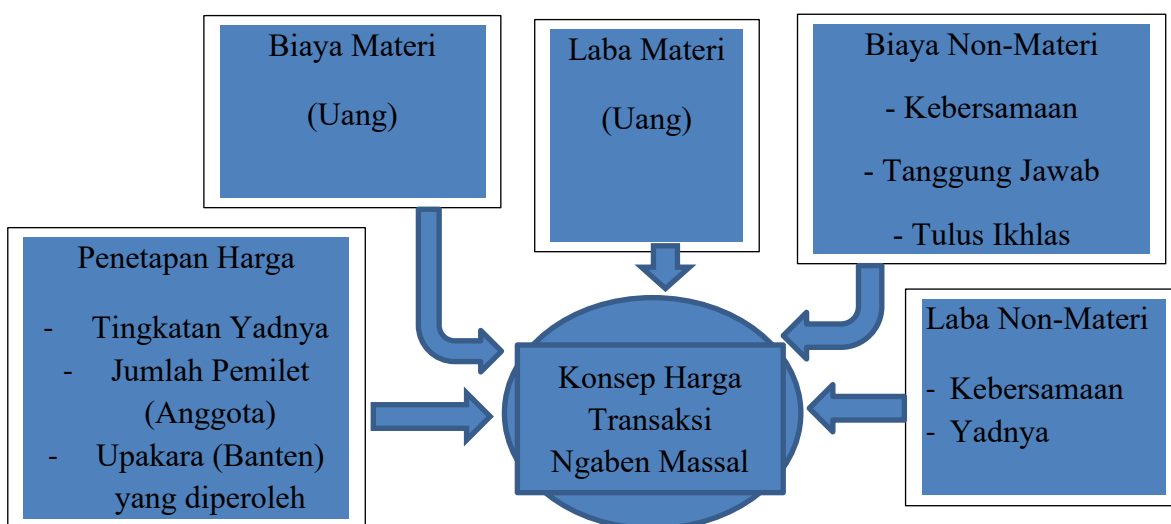 Biaya Materi
(Uang)
Laba Materi
(Uang)
Biaya Non-Materi
- Kebersamaan
- Tanggung Jawab
- Tulus Ikhlas
Penetapan Harga
- Tingkatan Yadnya
- Jumlah Pemilet
(Anggota)
- Upakara (Banten)
yang diperoleh
Konsep Harga
Transaksi
Ngaben Massal
Laba Non-Materi
- Kebersamaan
- Yadnya